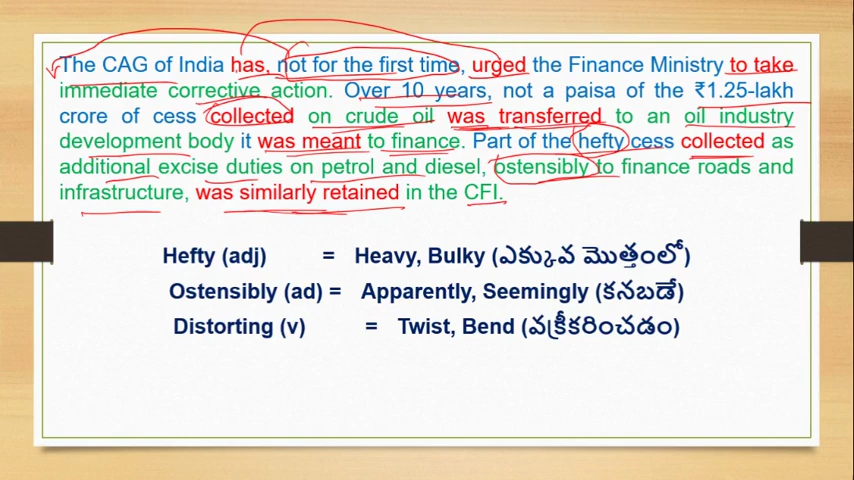 The CAG of India has, not for the first time, urged the Finance Ministry to take
immediate corrective action. Over 10 years, not a paisa of the ₹1.25-lakh
crore of cess collected on crude oil was transferred to an oil industry
development body it was meant to finance. Part of the hefty cess collected as
additional excise duties on petrol and diesel, ostensibly to finance roads and
infrastructure, was similarly retained in the CFI.
Hefty (adj) = Heavy, Bulky (ఎక్కువ మొత్తంలో)
Ostensibly (ad) = Apparently, Seemingly (కనబడే)
Distorting (v) = Twist, Bend (వక్రీకరించడం)